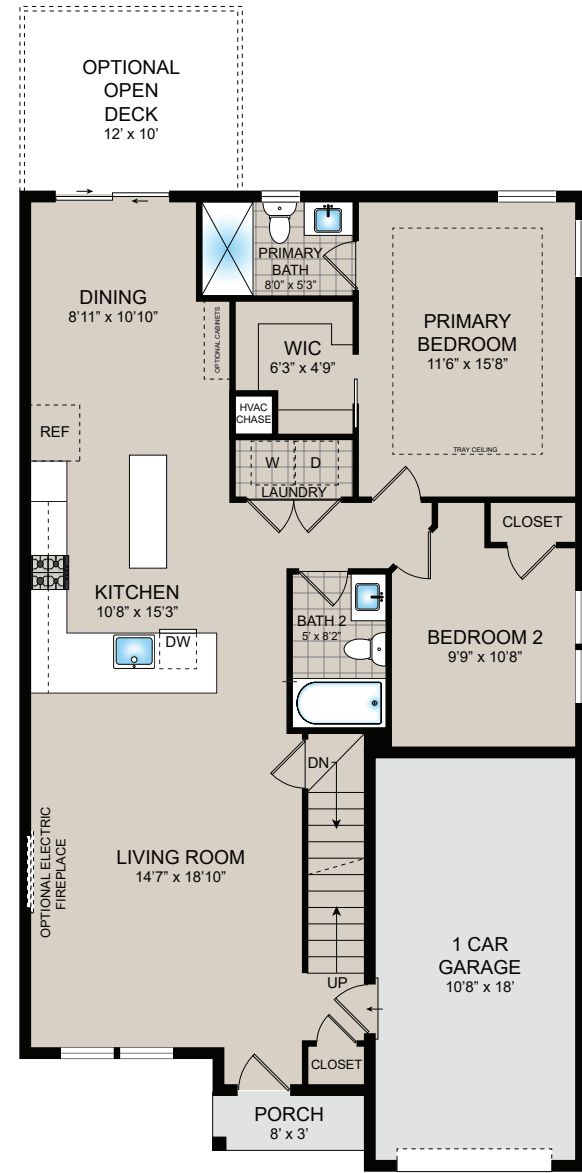 OPTIONAL
OPEN
DECK
12' x 10'
DINING
8'11" x 10'10"
OPTIONAL CABINETS
PRIMARY
BATH
8'0" x 5'3"
WIC
6'3" x 4'9"
HVAC
CHASE
PRIMARY
BEDROOM
11'6" x 15'8"
TRAY CEILING
REF
W
D
LAUNDRY
CLOSET
KITCHEN
10'8" x 15'3"
DW
BATH 2
5' x 8'2"
BEDROOM 2
9'9" x 10'8"
DN
LIVING ROOM
14'7" x 18'10"
OPTIONAL ELECTRIC
FIREPLACE
UP
1 CAR
GARAGE
10'8" x 18'
CLOSET
PORCH
8' x 3'